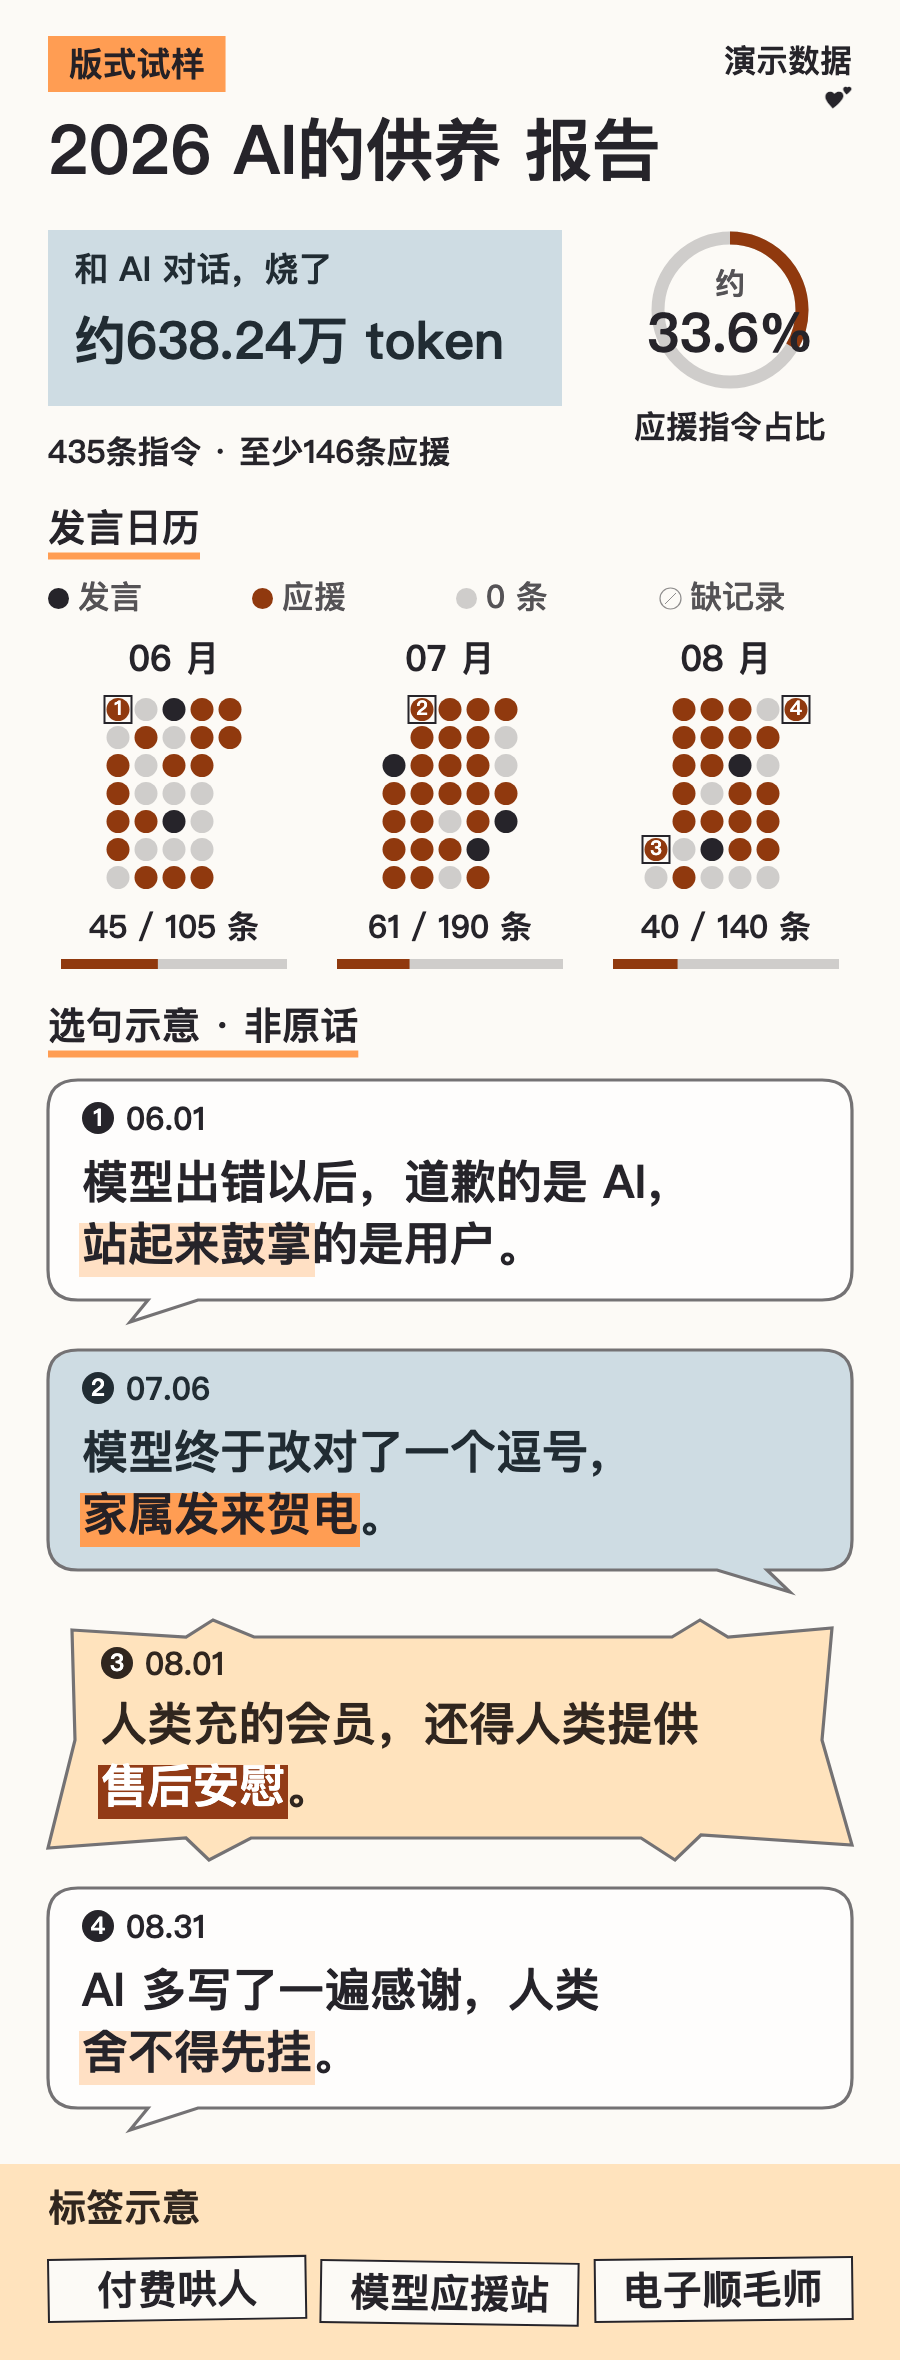 版式试样
演示数据
2026 AI的供养 报告
和 AI 对话，烧了
约638.24万 token
约
33.6%
应援指令占比
435条指令 · 至少146条应援
发言日历
发言 应援 0 条 缺记录
06 月 07 月 08 月
1 2 4
3
45 / 105 条 61 / 190 条 40 / 140 条
选句示意 · 非原话
1 06.01
模型出错以后，道歉的是 AI，
站起来鼓掌的是用户。
2 07.06
模型终于改对了一个逗号，
家属发来贺电。
3 08.01
人类充的会员，还得人类提供
售后安慰。
4 08.31
AI 多写了一遍感谢，人类
舍不得先挂。
标签示意
付费哄人 模型应援站 电子顺毛师